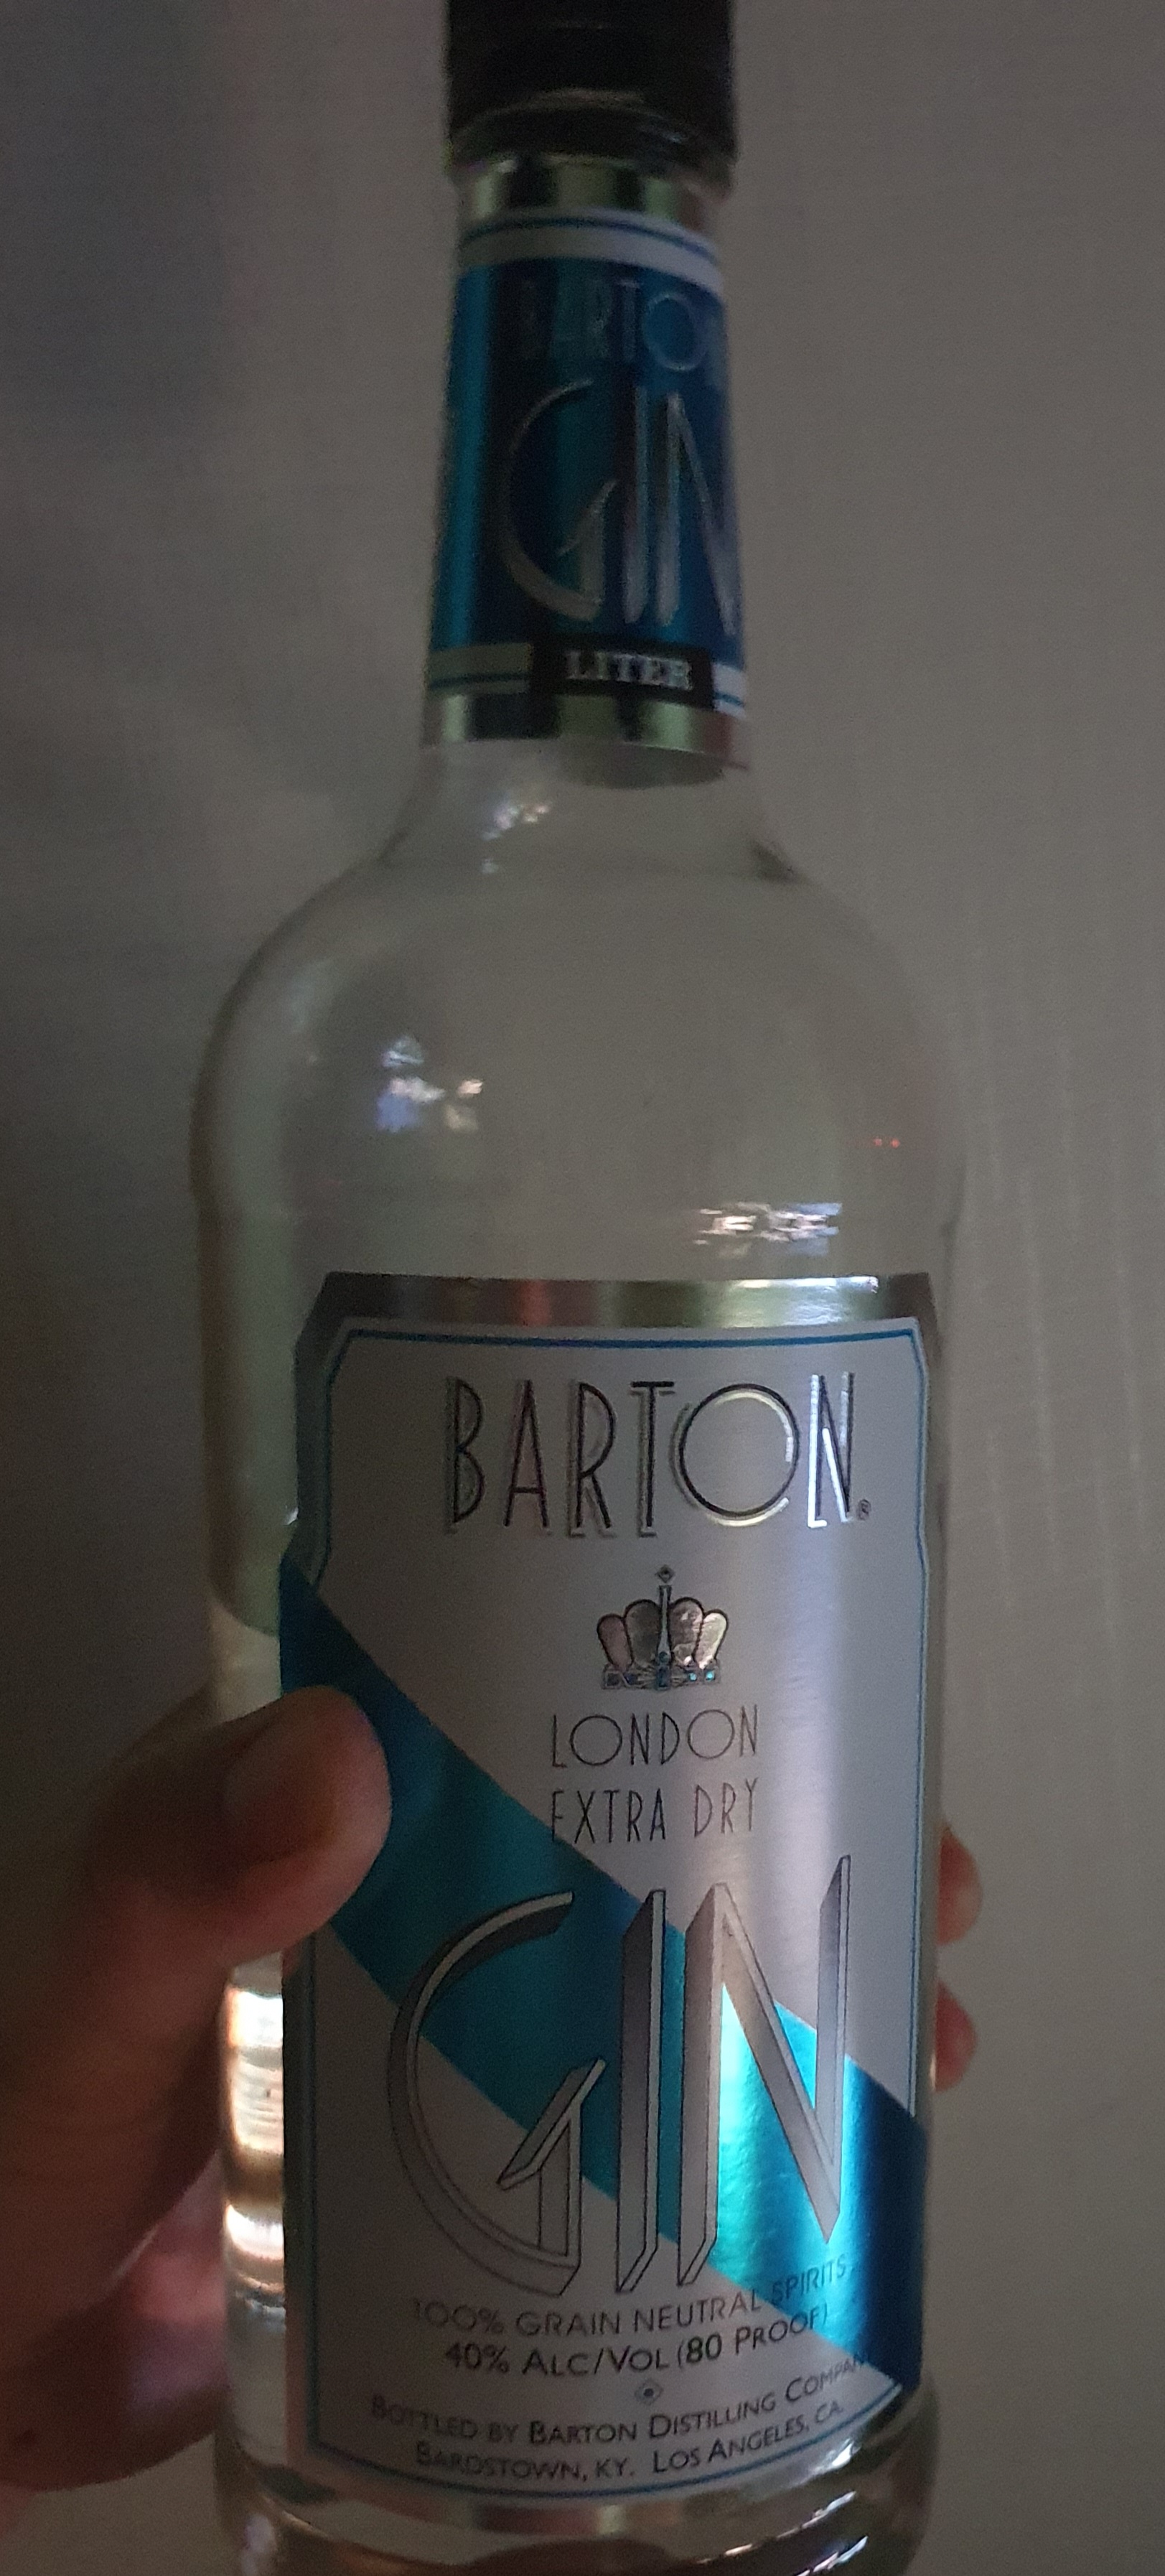 BARTON
GIN
LITER
BARTON®
LONDON
EXTRA DRY
GIN
100% GRAIN NEUTRAL SPIRITS
40% ALC/VOL (80 PROOF)
BOTTLED BY BARTON DISTILLING COMPANY
BARDSTOWN, KY. LOS ANGELES, CA.